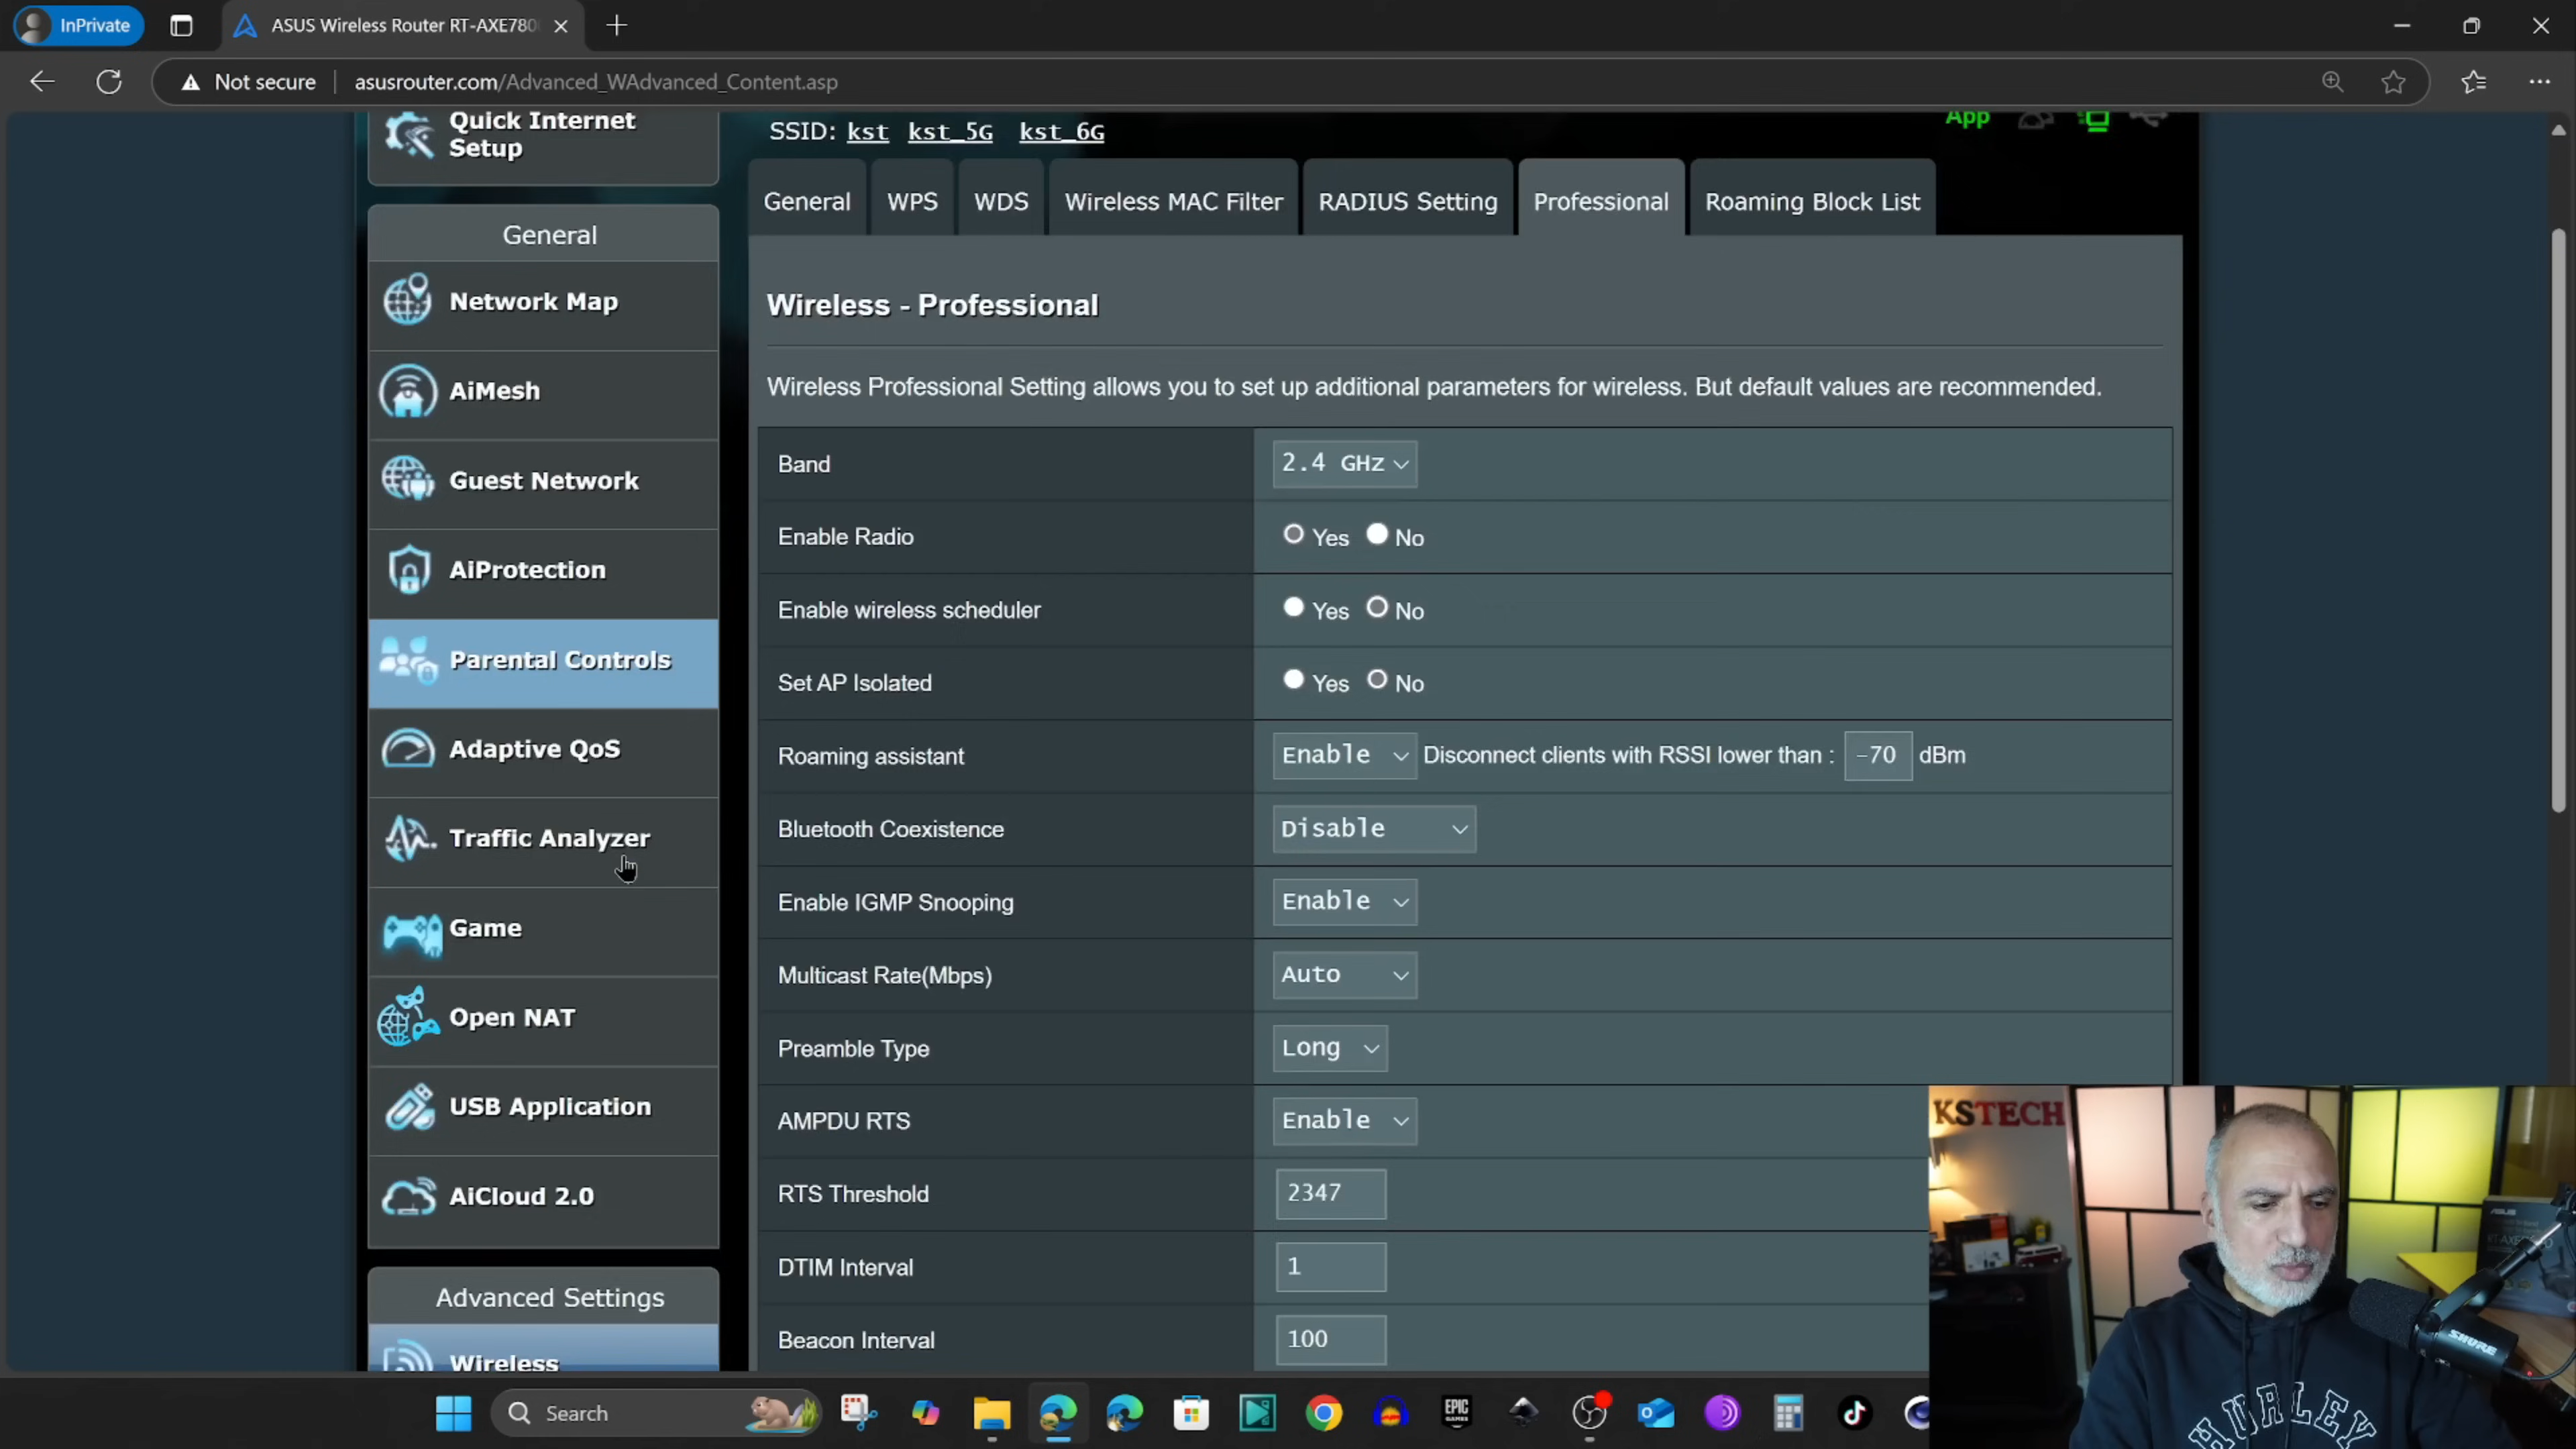 InPrivate
ASUS Wireless Router RT-AXE780
Not secure
asusrouter.com/Advanced_WAdvanced_Content.asp
Quick Internet
Setup
General
Network Map
AiMesh
Guest Network
AiProtection
Parental Controls
Adaptive QoS
Traffic Analyzer
Game
Open NAT
USB Application
AiCloud 2.0
Advanced Settings
Wireless
SSID: kst kst_5G kst_6G
App
General WPS WDS Wireless MAC Filter RADIUS Setting Professional Roaming Block List
Wireless - Professional
Wireless Professional Setting allows you to set up additional parameters for wireless. But default values are recommended.
Band 2.4 GHz
Enable Radio Yes No
Enable wireless scheduler Yes No
Set AP Isolated Yes No
Roaming assistant Enable Disconnect clients with RSSI lower than : -70 dBm
Bluetooth Coexistence Disable
Enable IGMP Snooping Enable
Multicast Rate(Mbps) Auto
Preamble Type Long
AMPDU RTS Enable
RTS Threshold 2347
DTIM Interval 1
Beacon Interval 100
KSTECH
ASUS
SHURE
HURLEY
Search
EPIC
GAMES